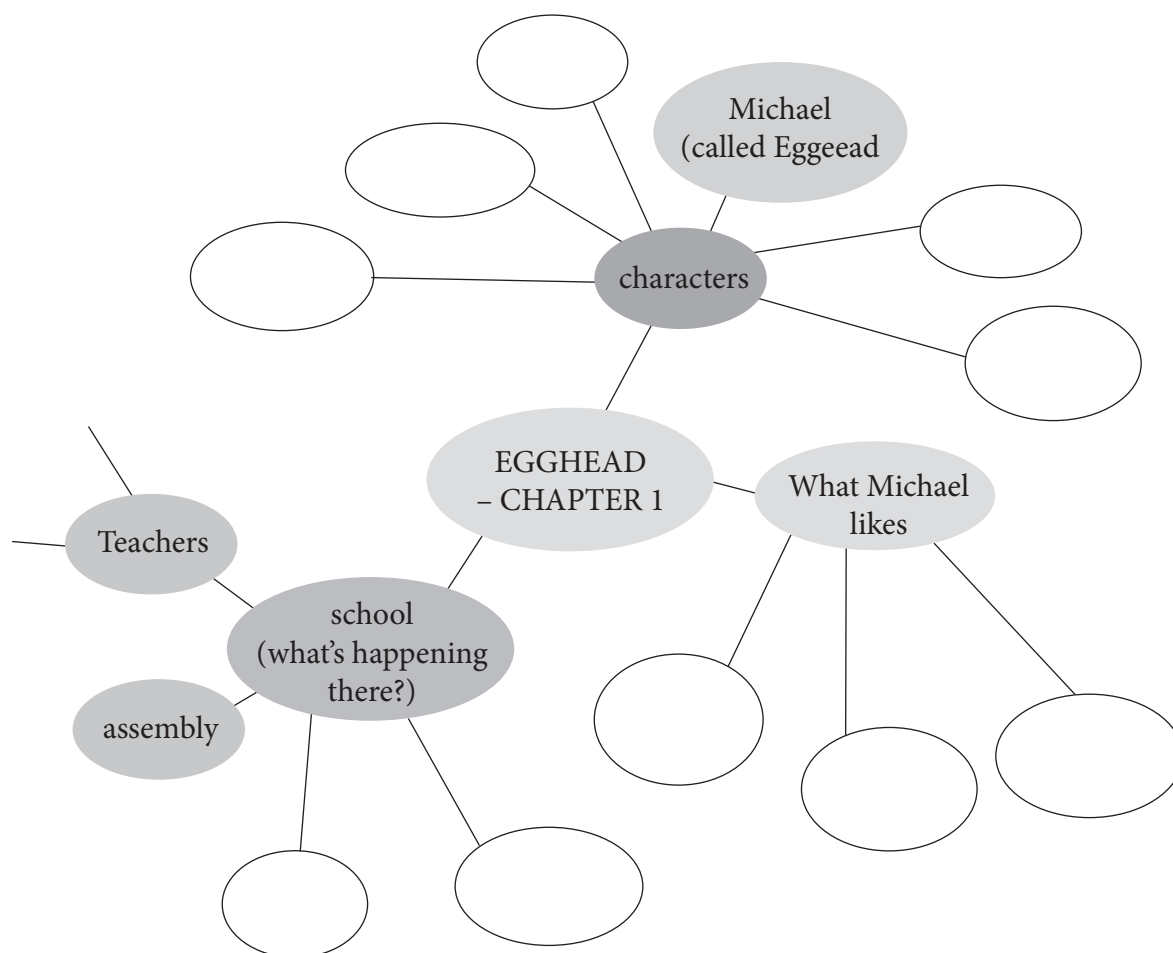 Michael
(called Eggeead
characters
EGGHEAD
– CHAPTER 1
What Michael
likes
Teachers
school
(what's happening
there?)
assembly